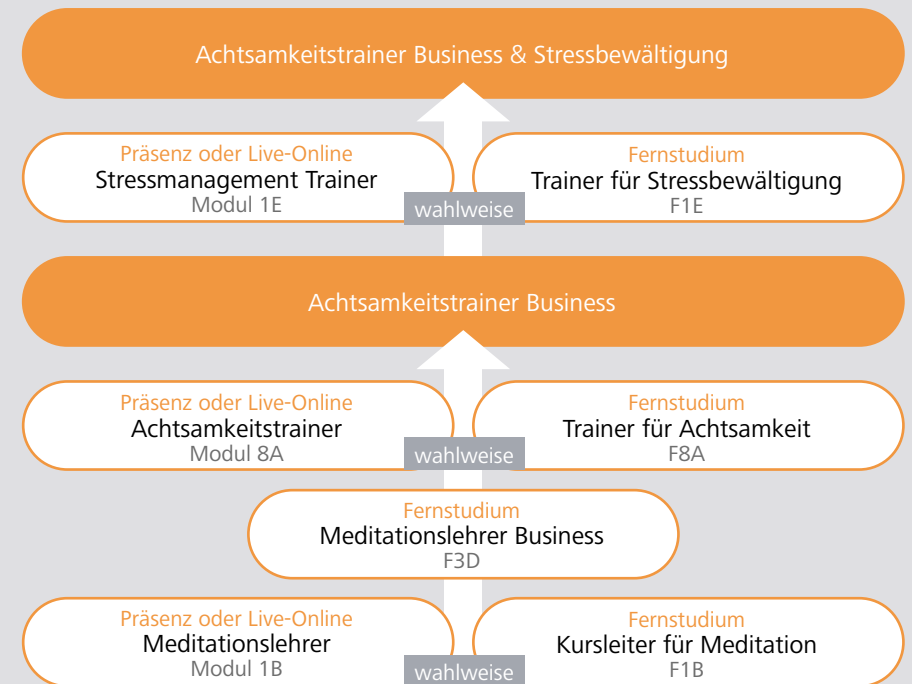 Achtsamkeitstrainer Business & Stressbewältigung
Präsenz oder Live-Online
Stressmanagement Trainer
Modul 1E
wahlweise
Fernstudium
Trainer für Stressbewältigung
F1E
Achtsamkeitstrainer Business
Präsenz oder Live-Online
Achtsamkeitstrainer
Modul 8A
wahlweise
Fernstudium
Trainer für Achtsamkeit
F8A
Fernstudium
Meditationslehrer Business
F3D
Präsenz oder Live-Online
Meditationslehrer
Modul 1B
wahlweise
Fernstudium
Kursleiter für Meditation
F1B